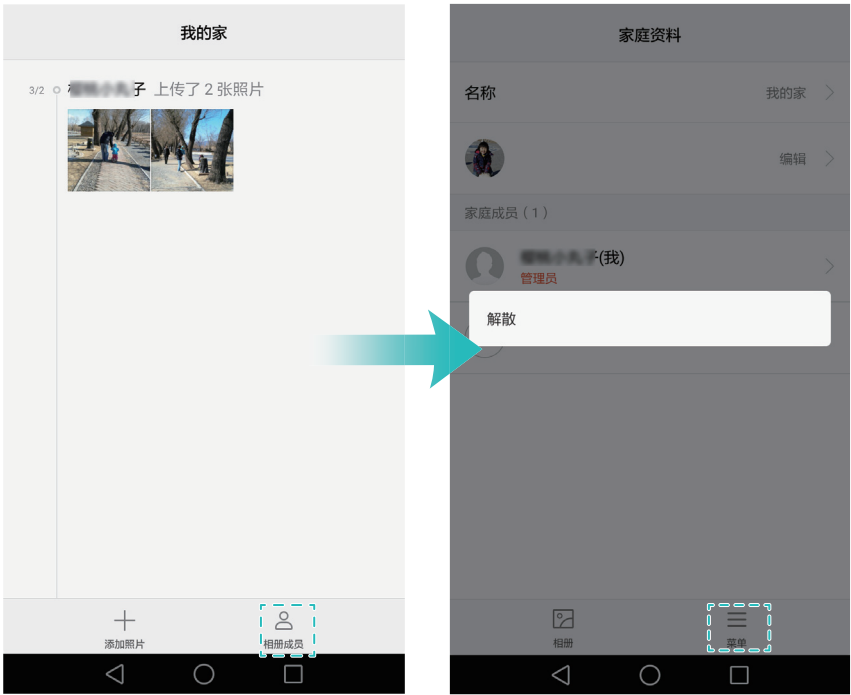 我的家
3/2
子 上传了 2 张照片
添加照片
相册成员
家庭资料
名称
我的家
编辑
家庭成员（1）
子(我)
管理员
解散
相册
菜单